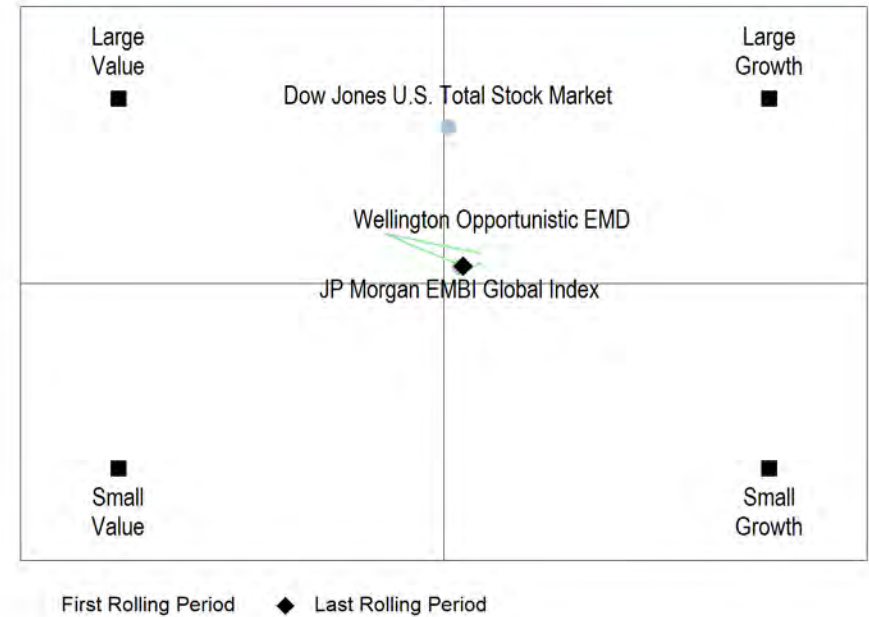 Large
Value
Large
Growth
Dow Jones U.S. Total Stock Market
Wellington Opportunistic EMD
JP Morgan EMBI Global Index
Small
Value
Small
Growth
First Rolling Period
Last Rolling Period